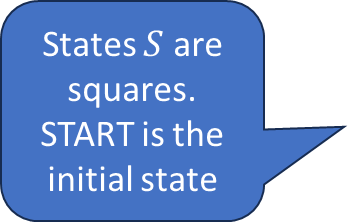 States S are
squares.
START is the
initial state